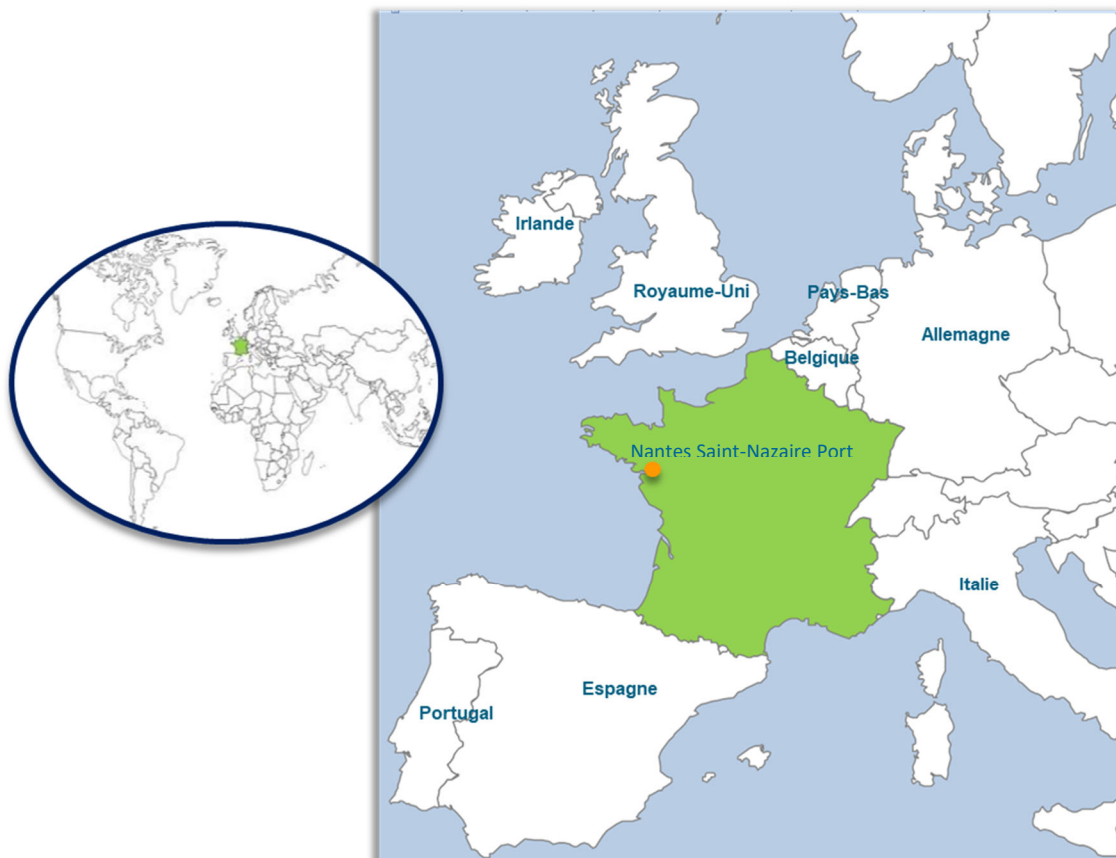 Irlande
Royaume-Uni
Pays-Bas
Allemagne
Belgique
Nantes Saint-Nazaire Port
Italie
Espagne
Portugal